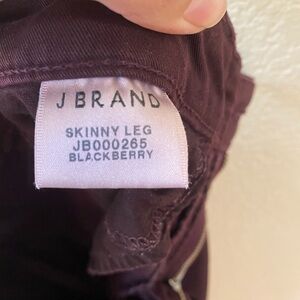 J BRAND
SKINNY LEG
JB000265
BLACKBERRY